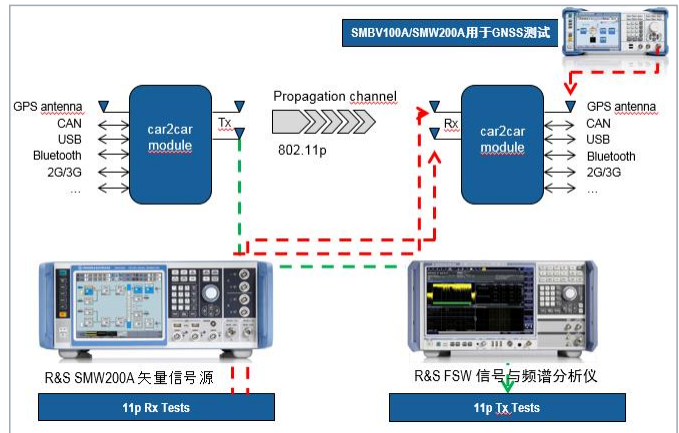 SMBV100A/SMW200A用于GNSS测试
GPS antenna
CAN
USB
Bluetooth
2G/3G
...
car2car
module
Tx
Propagation channel
802.11p
Rx
car2car
module
GPS antenna
CAN
USB
Bluetooth
2G/3G
...
R&S SMW200A 矢量信号源
R&S FSW 信号与频谱分析仪
11p Rx Tests
11p Tx Tests